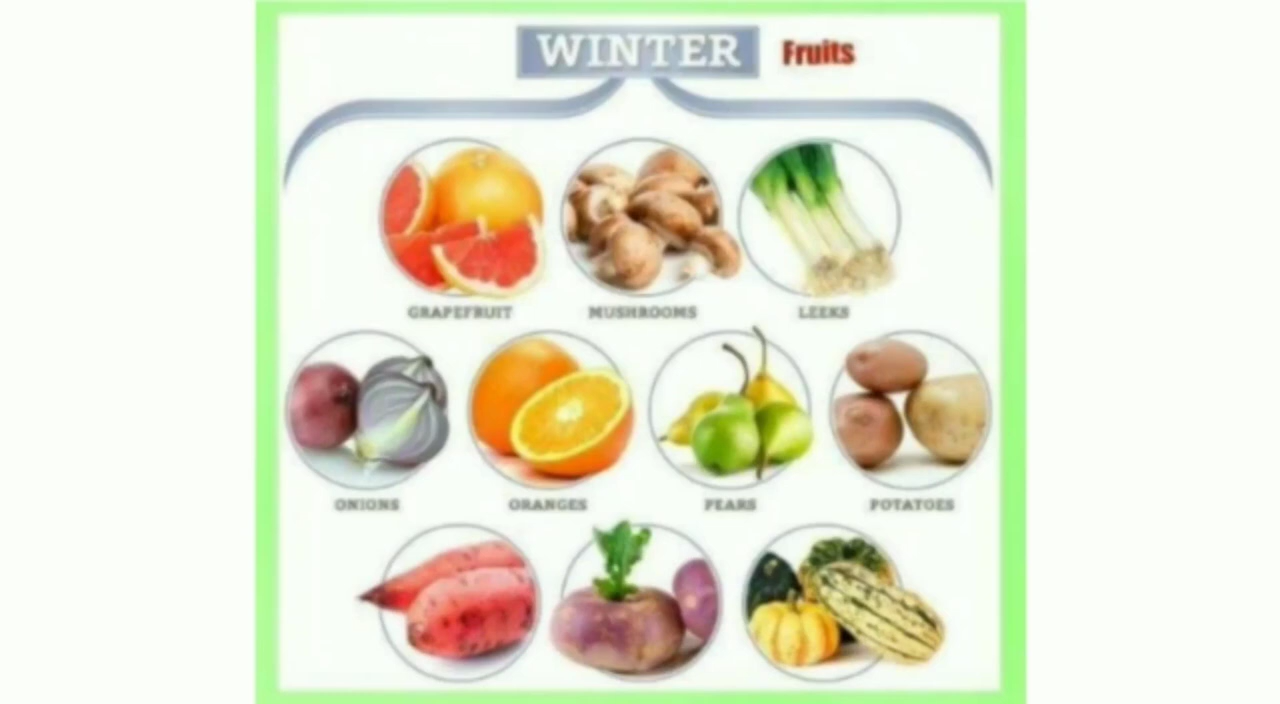 WINTER Fruits
GRAPEFRUIT MUSHROOMS LEEKS
ONIONS ORANGES PEARS POTATOES